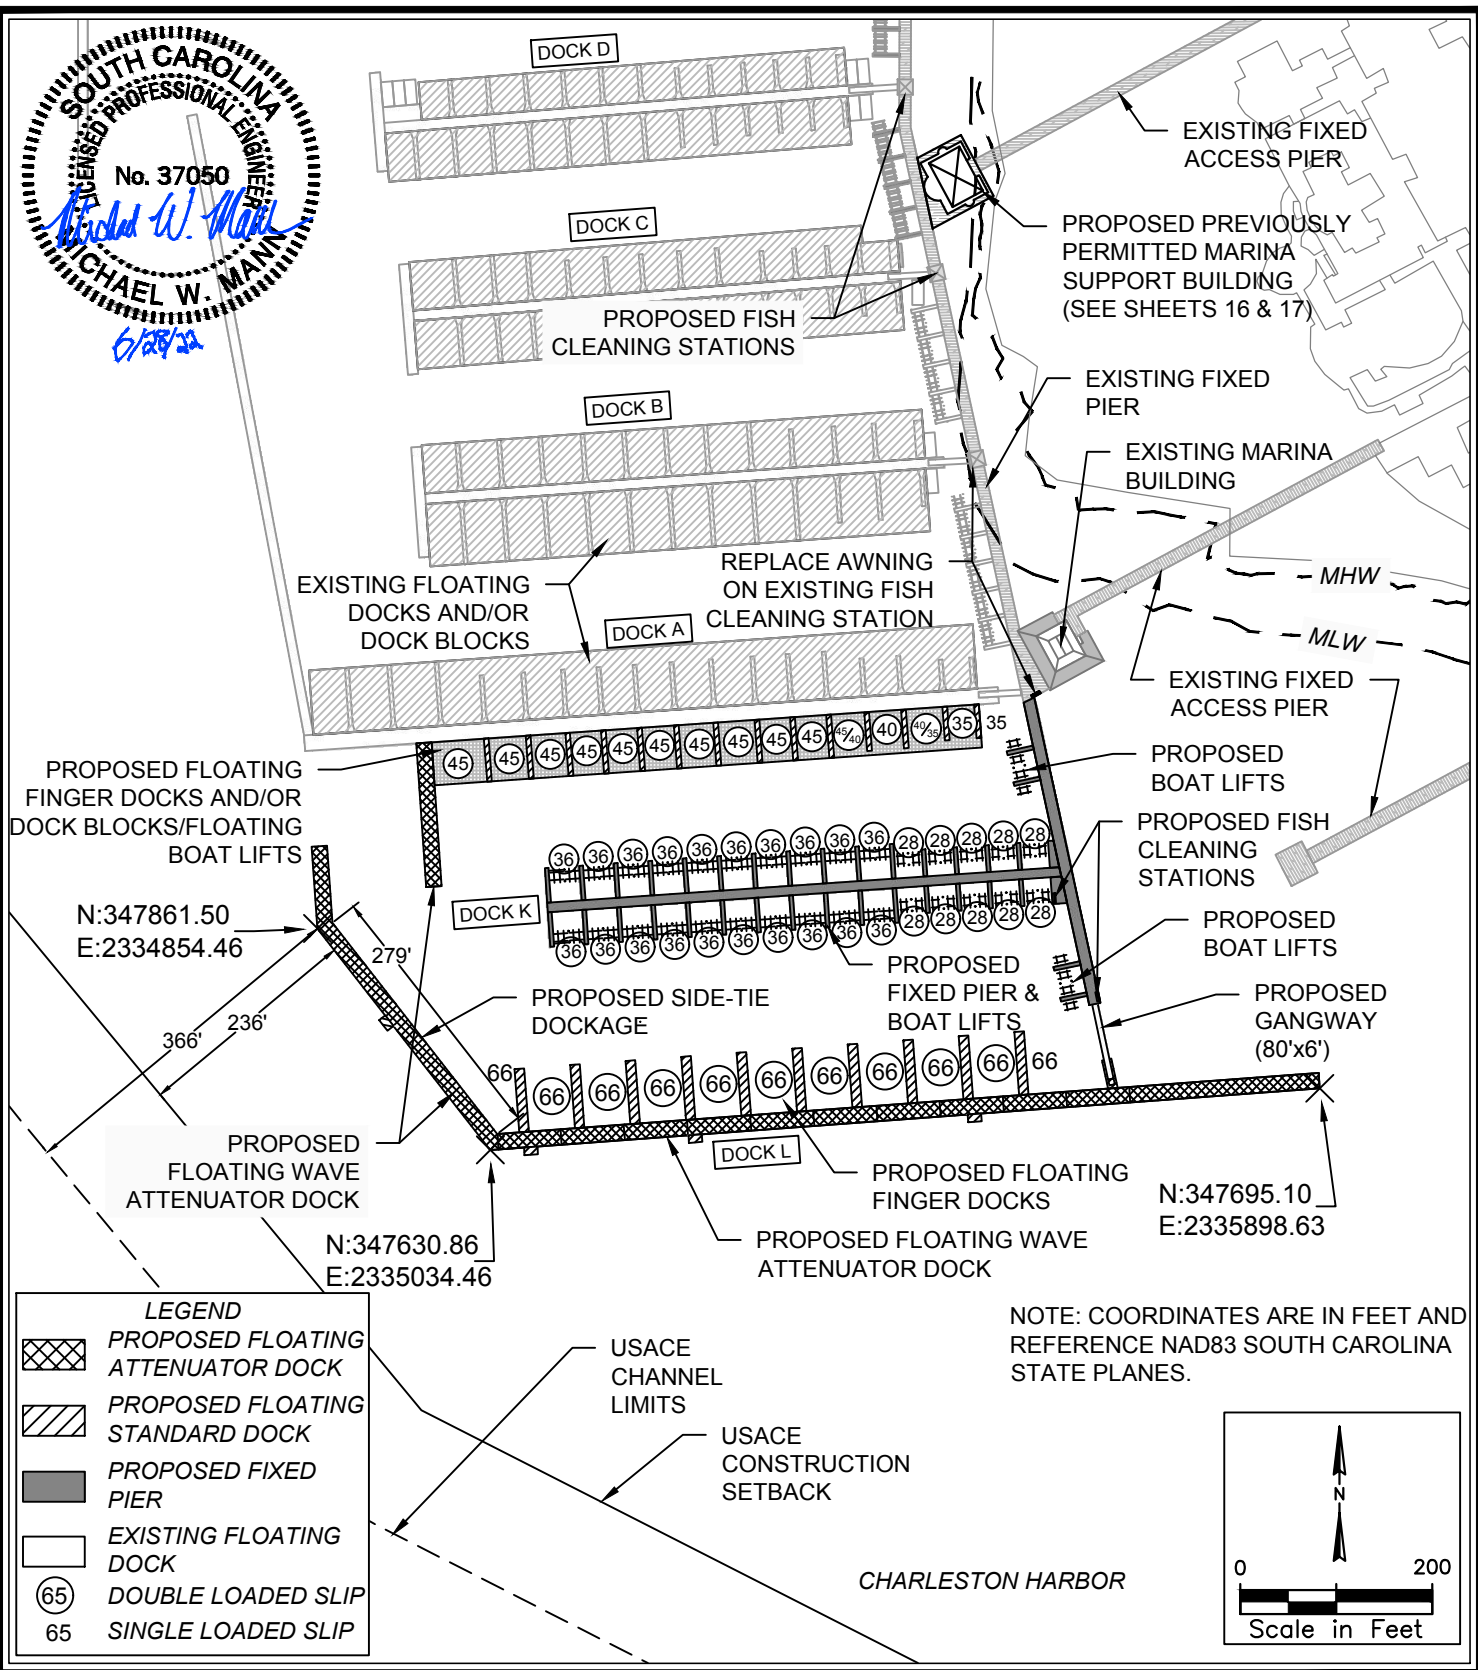 SOUTH CAROLINA
LICENSED PROFESSIONAL ENGINEER
No. 37050
Michael W. Mann
MICHAEL W. MANN
6/28/22
DOCK D
EXISTING FIXED
ACCESS PIER
DOCK C
PROPOSED PREVIOUSLY
PERMITTED MARINA
SUPPORT BUILDING
(SEE SHEETS 16 & 17)
PROPOSED FISH
CLEANING STATIONS
EXISTING FIXED
PIER
DOCK B
EXISTING MARINA
BUILDING
EXISTING FLOATING
DOCKS AND/OR
DOCK BLOCKS
REPLACE AWNING
ON EXISTING FISH
CLEANING STATION
MHW
MLW
DOCK A
EXISTING FIXED
ACCESS PIER
45 45 45 45 45 45 45 45 45 45 45/40 40 40/35 35 35
PROPOSED FLOATING
FINGER DOCKS AND/OR
DOCK BLOCKS/FLOATING
BOAT LIFTS
PROPOSED
BOAT LIFTS
PROPOSED FISH
CLEANING
STATIONS
36 36 36 36 36 36 36 36 36 36 28 28 28 28 28
DOCK K
36 36 36 36 36 36 36 36 36 36 28 28 28 28 28
N:347861.50
E:2334854.46
279'
366'
236'
PROPOSED SIDE-TIE
DOCKAGE
PROPOSED
FIXED PIER &
BOAT LIFTS
PROPOSED
BOAT LIFTS
PROPOSED
GANGWAY
(80'x6')
66 66 66 66 66 66 66 66 66 66 66
PROPOSED
FLOATING WAVE
ATTENUATOR DOCK
DOCK L
PROPOSED FLOATING
FINGER DOCKS
N:347695.10
E:2335898.63
N:347630.86
E:2335034.46
PROPOSED FLOATING WAVE
ATTENUATOR DOCK
LEGEND
PROPOSED FLOATING
ATTENUATOR DOCK
PROPOSED FLOATING
STANDARD DOCK
PROPOSED FIXED
PIER
EXISTING FLOATING
DOCK
65 DOUBLE LOADED SLIP
65 SINGLE LOADED SLIP
NOTE: COORDINATES ARE IN FEET AND
REFERENCE NAD83 SOUTH CAROLINA
STATE PLANES.
USACE
CHANNEL
LIMITS
USACE
CONSTRUCTION
SETBACK
CHARLESTON HARBOR
N
0 200
Scale in Feet